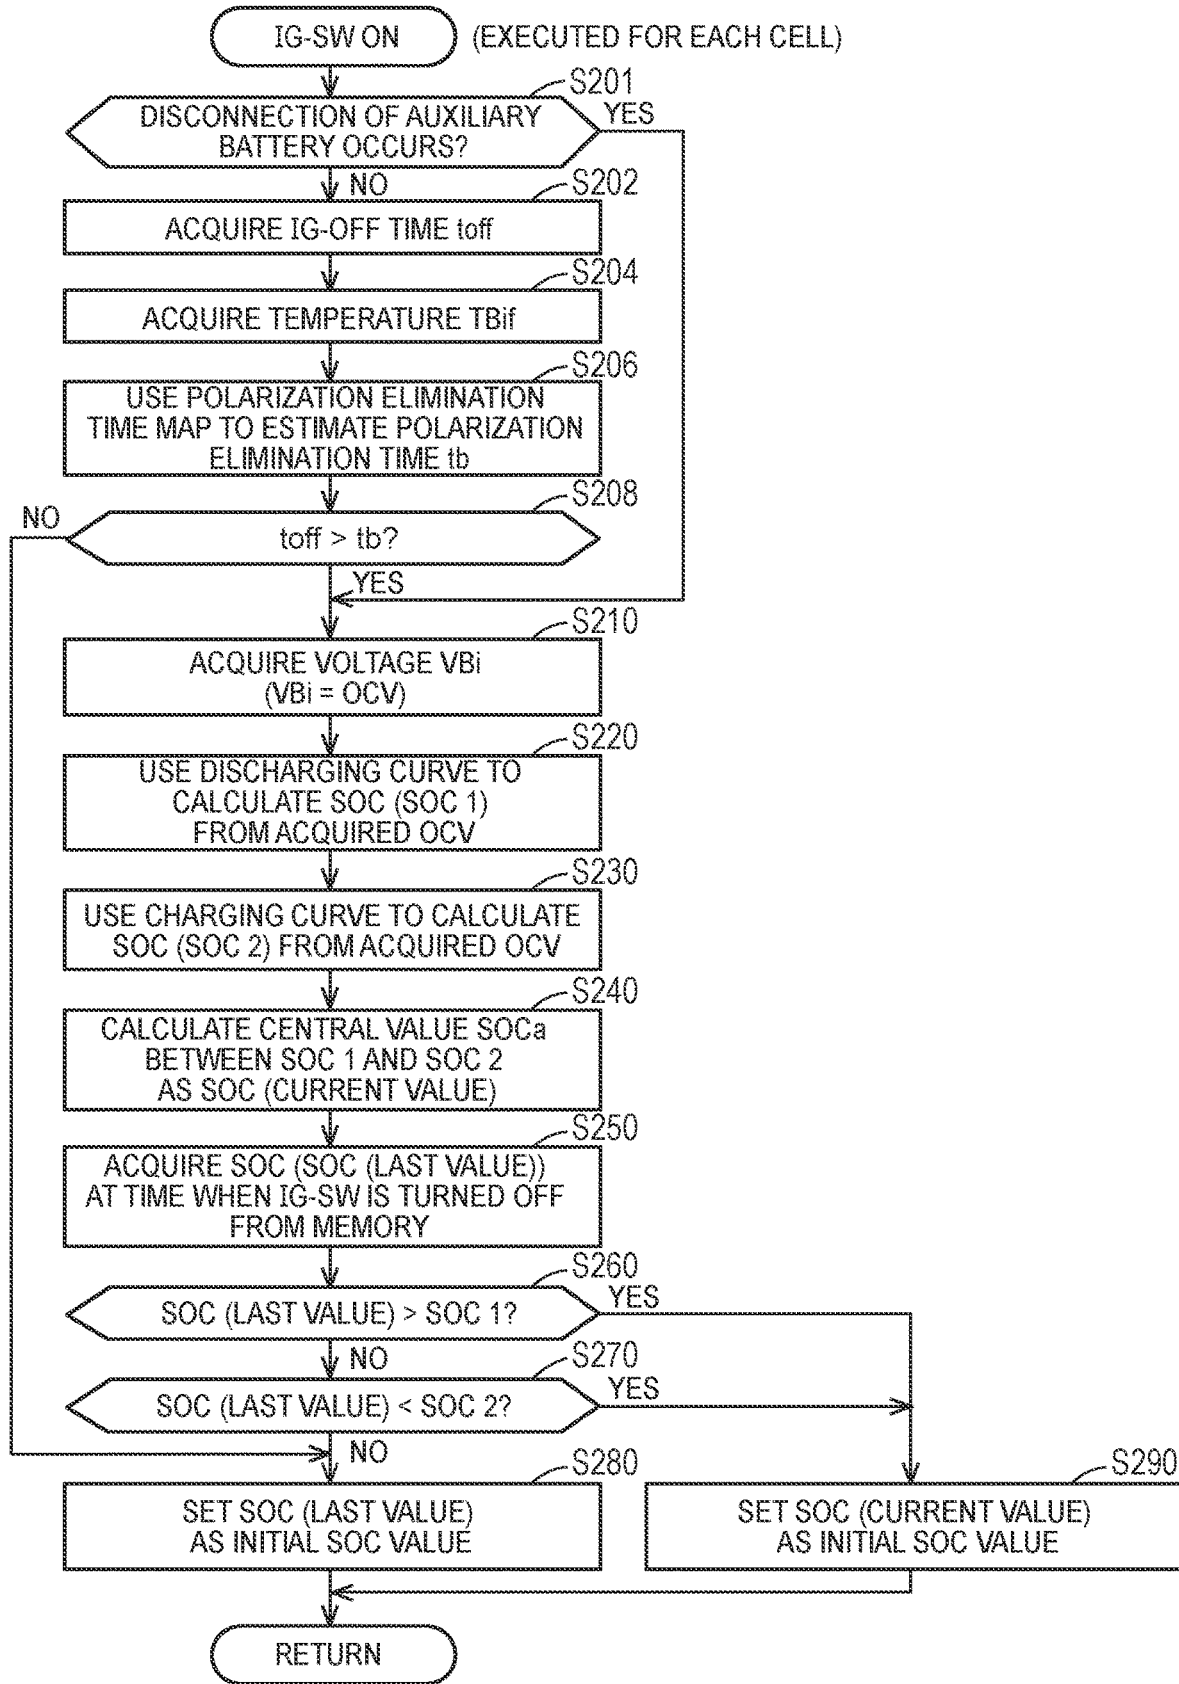 IG-SW ON
(EXECUTED FOR EACH CELL)
S201
DISCONNECTION OF AUXILIARY
BATTERY OCCURS?
YES
NO
S202
ACQUIRE IG-OFF TIME toff
S204
ACQUIRE TEMPERATURE TBif
S206
USE POLARIZATION ELIMINATION
TIME MAP TO ESTIMATE POLARIZATION
ELIMINATION TIME tb
S208
NO
toff > tb?
YES
S210
ACQUIRE VOLTAGE VBi
(VBi = OCV)
S220
USE DISCHARGING CURVE TO
CALCULATE SOC (SOC 1)
FROM ACQUIRED OCV
S230
USE CHARGING CURVE TO CALCULATE
SOC (SOC 2) FROM ACQUIRED OCV
S240
CALCULATE CENTRAL VALUE SOCa
BETWEEN SOC 1 AND SOC 2
AS SOC (CURRENT VALUE)
S250
ACQUIRE SOC (SOC (LAST VALUE))
AT TIME WHEN IG-SW IS TURNED OFF
FROM MEMORY
S260
SOC (LAST VALUE) > SOC 1?
YES
NO
S270
SOC (LAST VALUE) < SOC 2?
YES
NO
S280
SET SOC (LAST VALUE)
AS INITIAL SOC VALUE
S290
SET SOC (CURRENT VALUE)
AS INITIAL SOC VALUE
RETURN